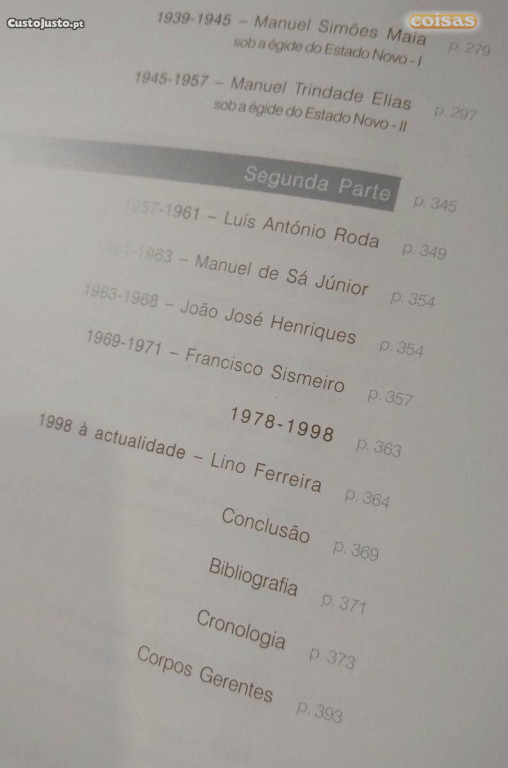 CustoJusto.pt
coisas
1939-1945 – Manuel Simões Maia p. 279
sob a égide do Estado Novo - I
1945-1957 – Manuel Trindade Elias p. 297
sob a égide do Estado Novo - II
Segunda Parte p. 345
1957-1961 – Luís António Roda p. 349
1961-1963 – Manuel de Sá Júnior p. 354
1963-1968 – João José Henriques p. 354
1969-1971 – Francisco Sismeiro p. 357
1978-1998 p. 363
1998 à actualidade – Lino Ferreira p. 364
Conclusão p. 369
Bibliografia p. 371
Cronologia p. 373
Corpos Gerentes p. 393